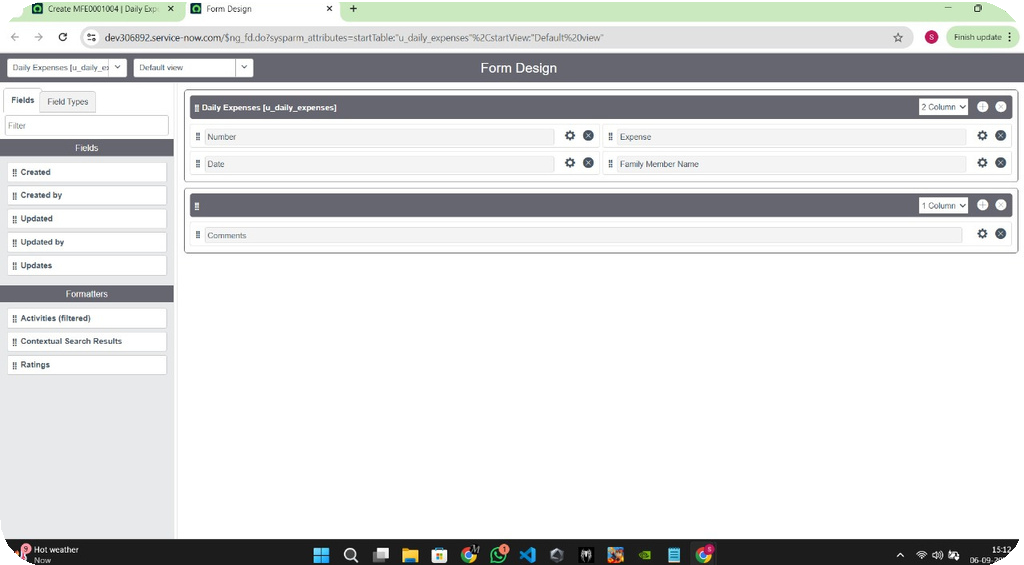 Create MFE0001004 | Daily Exp
Form Design
dev306892.service-now.com/$ng_fd.do?sysparm_attributes=startTable:"u_daily_expenses"%2CstartView:"Default%20view"
S
Finish update
Daily Expenses [u_daily_ex
Default view
Form Design
Fields
Field Types
Filter
Fields
Created
Created by
Updated
Updated by
Updates
Formatters
Activities (filtered)
Contextual Search Results
Ratings
Daily Expenses [u_daily_expenses]
2 Column
Number
Expense
Date
Family Member Name
1 Column
Comments
Hot weather
Now
15:12
06-09-